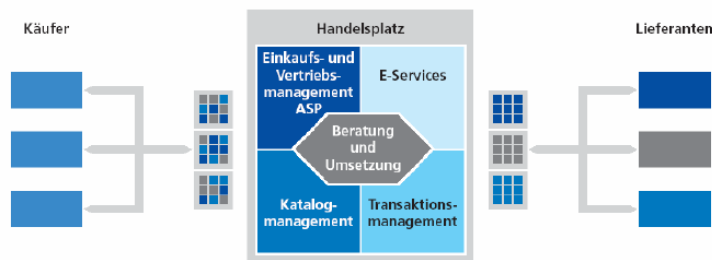 Käufer
Handelsplatz
Lieferanten
Einkaufs- und
Vertriebs-
management
ASP
E-Services
Beratung
und
Umsetzung
Katalog-
management
Transaktions-
management